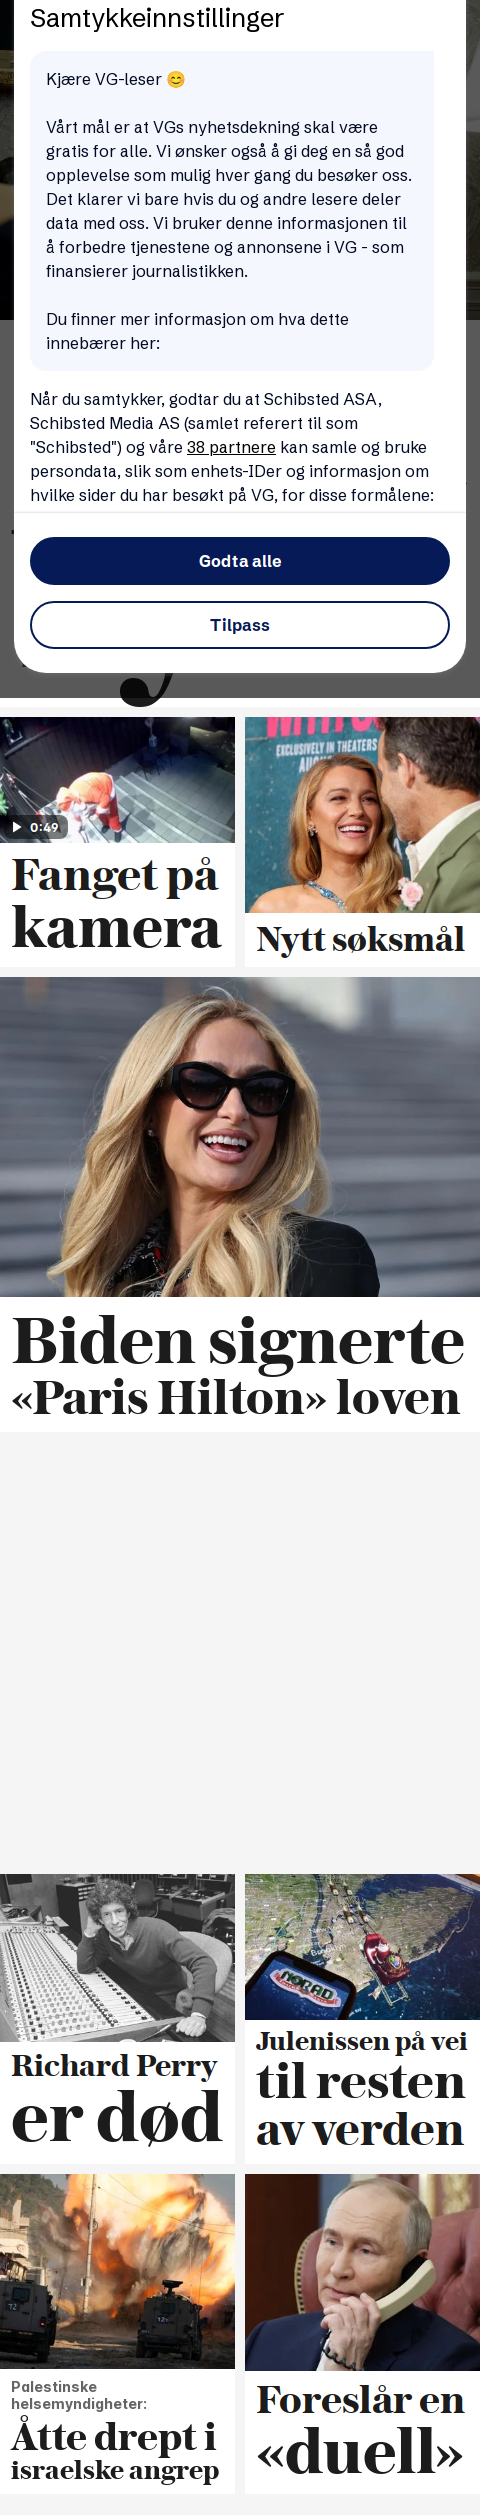 Samtykkeinnstillinger
Kjære VG-leser 😊
Vårt mål er at VGs nyhetsdekning skal være
gratis for alle. Vi ønsker også å gi deg en så god
opplevelse som mulig hver gang du besøker oss.
Det klarer vi bare hvis du og andre lesere deler
data med oss. Vi bruker denne informasjonen til
å forbedre tjenestene og annonsene i VG - som
finansierer journalistikken.
Du finner mer informasjon om hva dette
innebærer her:
Når du samtykker, godtar du at Schibsted ASA,
Schibsted Media AS (samlet referert til som
"Schibsted") og våre 38 partnere kan samle og bruke
persondata, slik som enhets-IDer og informasjon om
hvilke sider du har besøkt på VG, for disse formålene:
Godta alle
Tilpass
0:49
Fanget på
kamera
EXCLUSIVELY IN THEATERS
Nytt søksmål
Biden signerte
«Paris Hilton» loven
Richard Perry
er død
NORAD
Julenissen på vei
til resten
av verden
Palestinske
helsemyndigheter:
Åtte drept i
israelske angrep
Foreslår en
«duell»